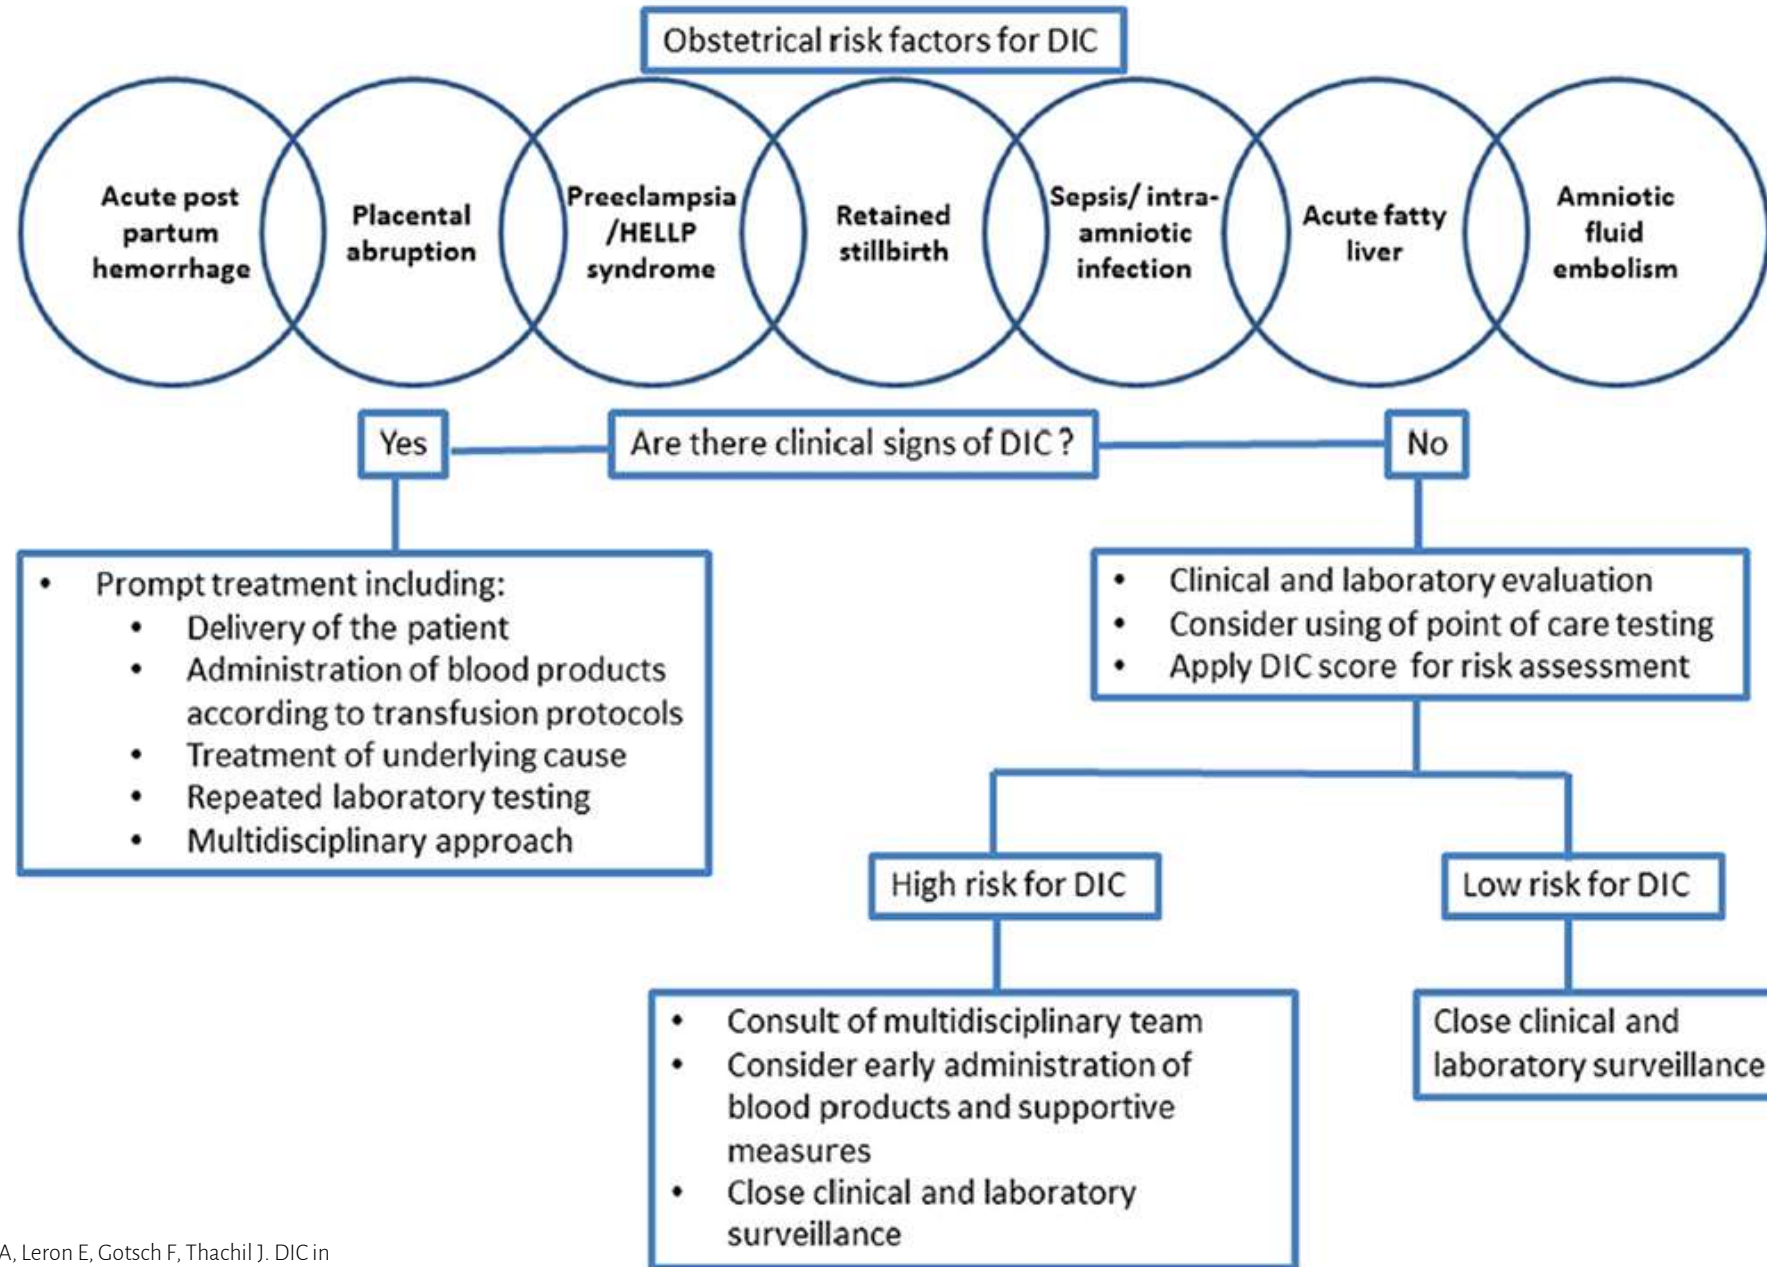 Obstetrical risk factors for DIC
Acute post
partum
hemorrhage
Placental
abruption
Preeclampsia
/HELLP
syndrome
Retained
stillbirth
Sepsis/ intra-
amniotic
infection
Acute fatty
liver
Amniotic
fluid
embolism
Yes
Are there clinical signs of DIC ?
No
• Prompt treatment including:
• Delivery of the patient
• Administration of blood products
according to transfusion protocols
• Treatment of underlying cause
• Repeated laboratory testing
• Multidisciplinary approach
• Clinical and laboratory evaluation
• Consider using of point of care testing
• Apply DIC score for risk assessment
High risk for DIC
Low risk for DIC
• Consult of multidisciplinary team
• Consider early administration of
blood products and supportive
measures
• Close clinical and laboratory
surveillance
Close clinical and
laboratory surveillance
A, Leron E, Gotsch F, Thachil J. DIC in